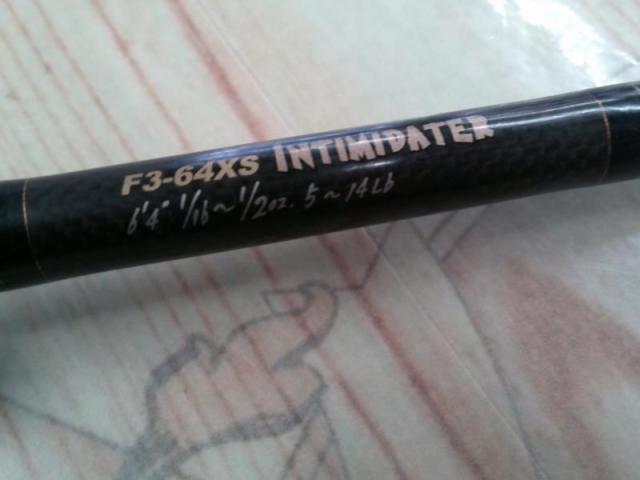 F3-64XS INTIMIDATER
6'4" 1/16~1/2oz. 5~14Lb